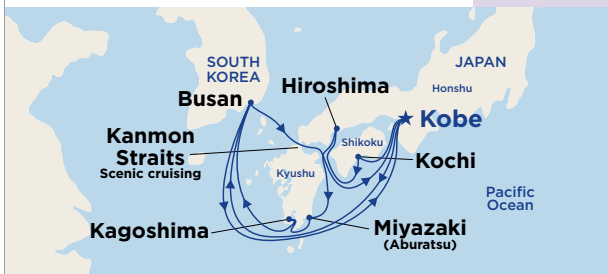 SOUTH
KOREA
JAPAN
Hiroshima
Honshu
Busan
Kobe
Kanmon
Straits
Scenic cruising
Shikoku
Kochi
Kyushu
Pacific
Ocean
Kagoshima
Miyazaki
(Aburatsu)